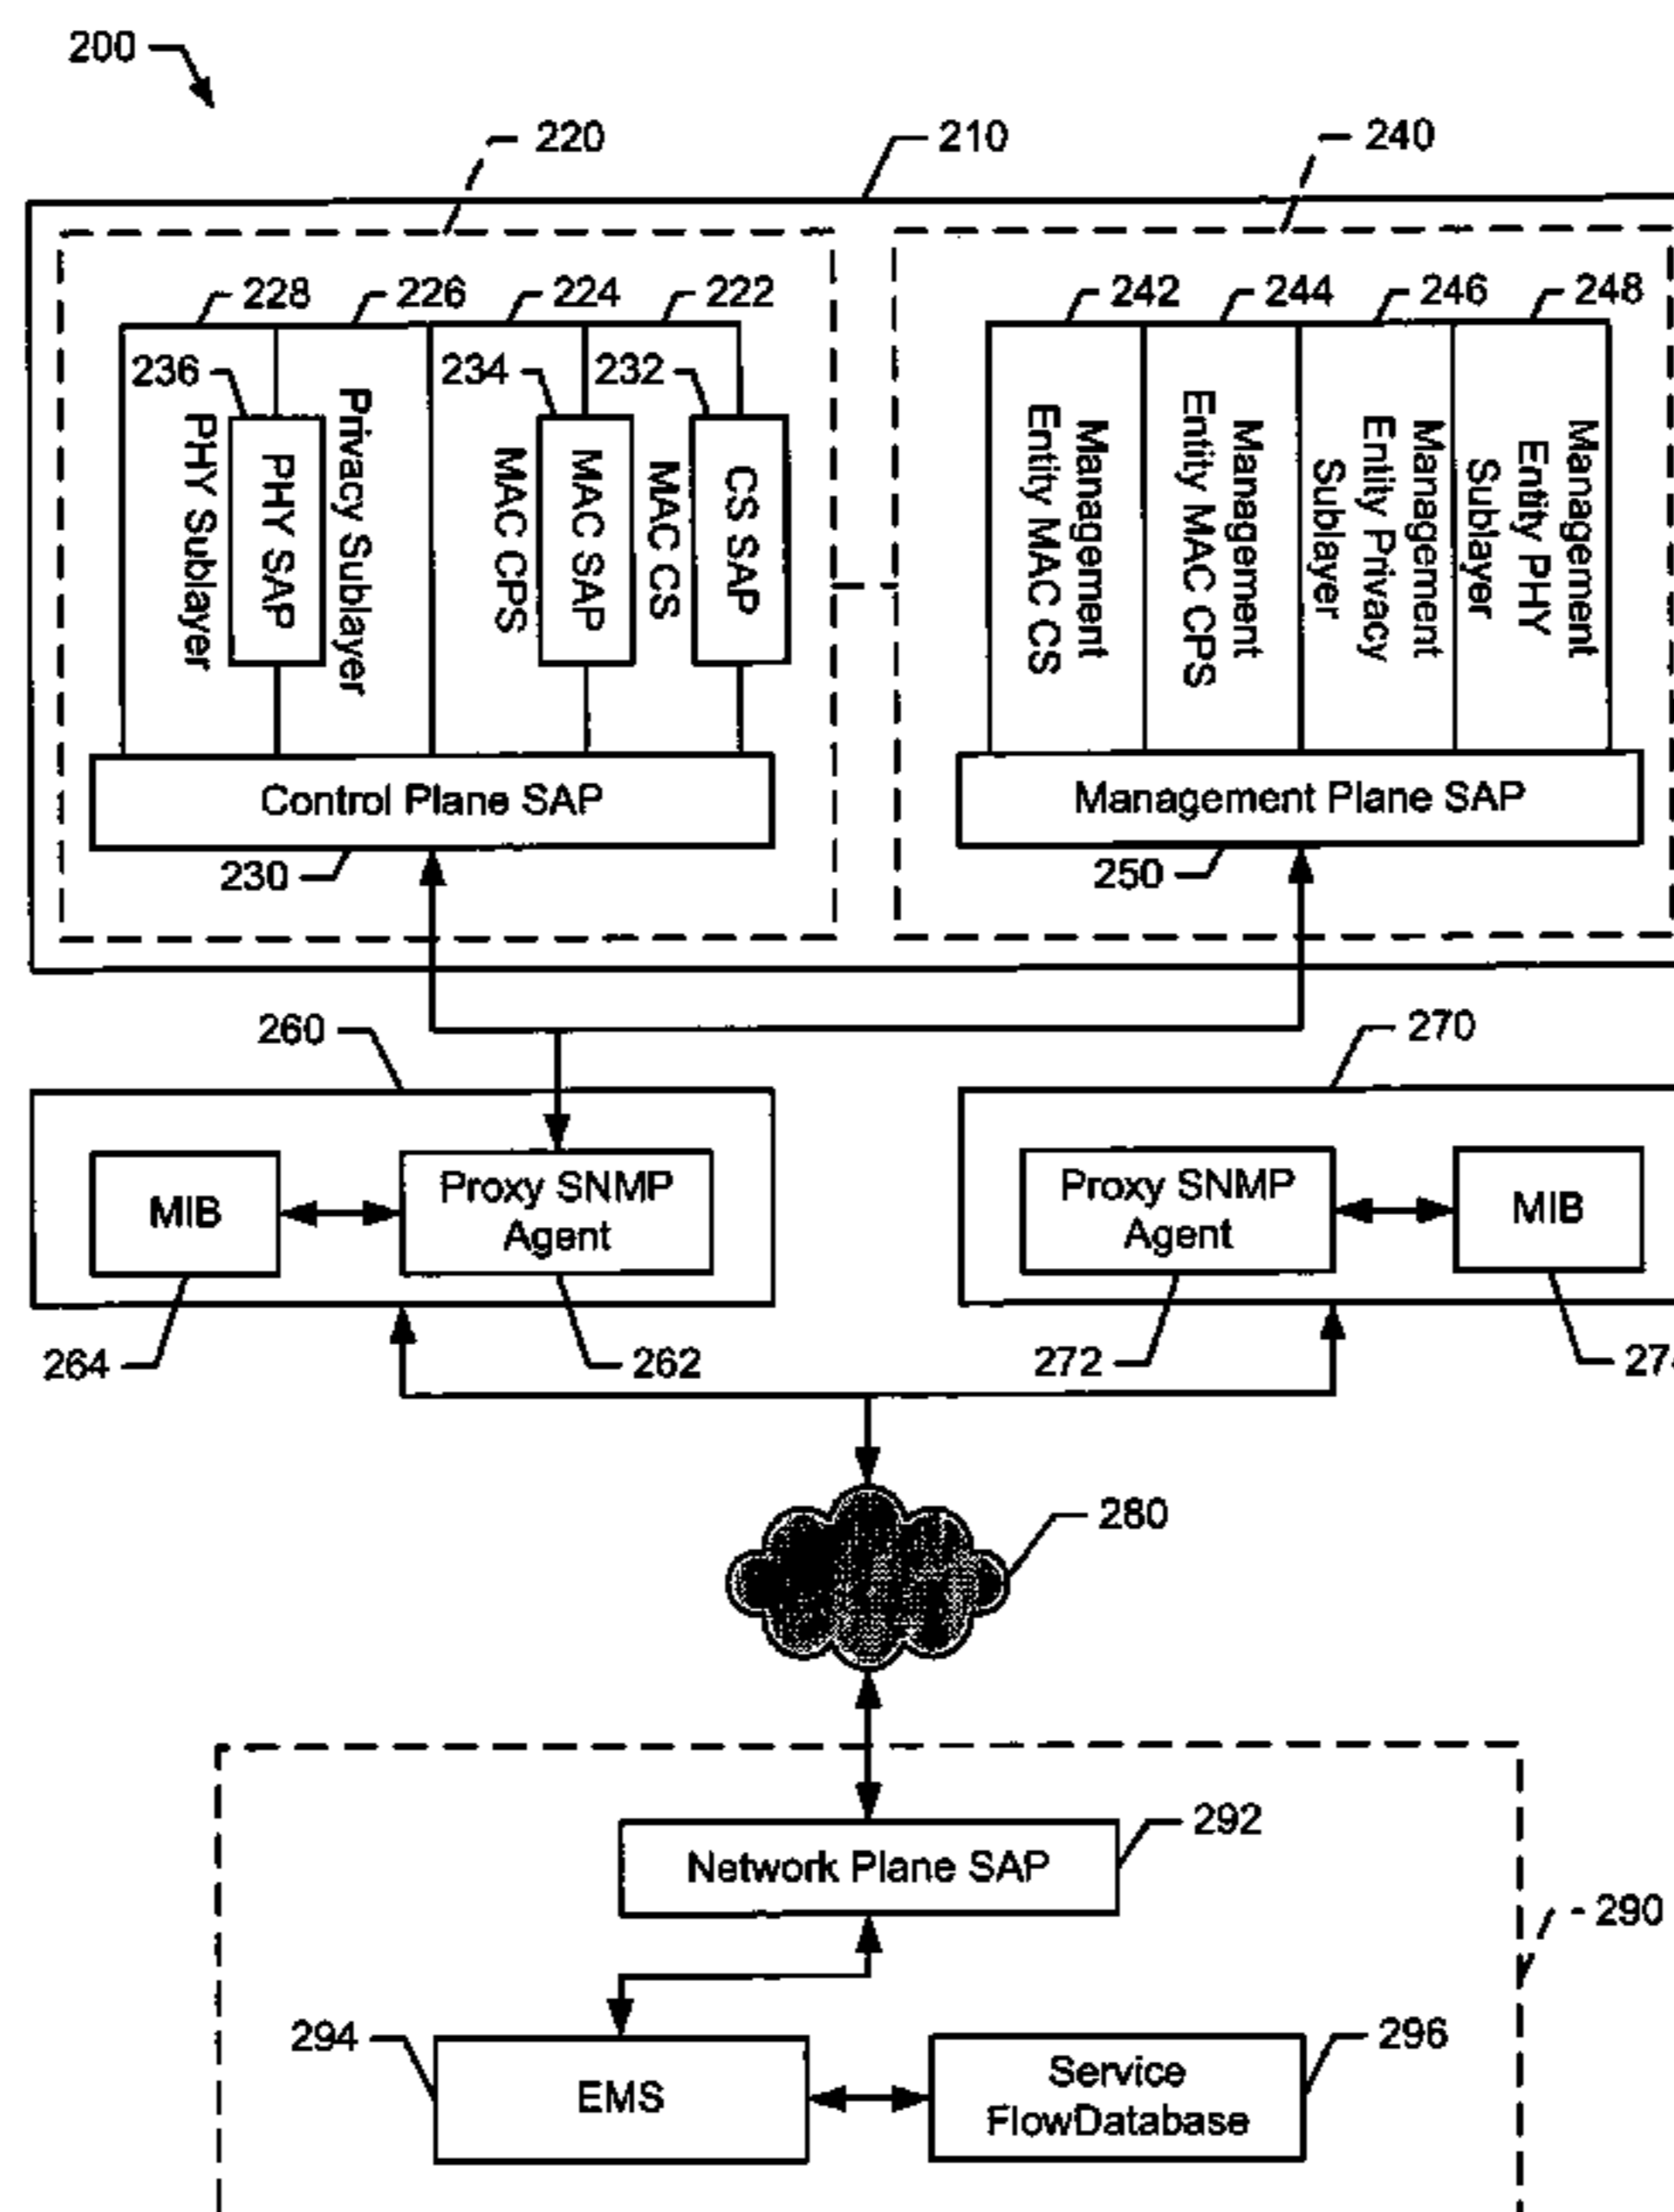 200
220
210
240
228
226
224
222
242
244
246
248
236
234
232
PHY Sublayer
PHY SAP
Privacy Sublayer
MAC CPS
MAC SAP
MAC CS
CS SAP
Management
Entity MAC CS
Management
Entity MAC CPS
Management
Entity Privacy
Sublayer
Management
Entity PHY
Sublayer
Control Plane SAP
Management Plane SAP
230
250
260
270
MIB
Proxy SNMP
Agent
Proxy SNMP
Agent
MIB
264
262
272
274
280
292
Network Plane SAP
290
294
296
EMS
Service
FlowDatabase